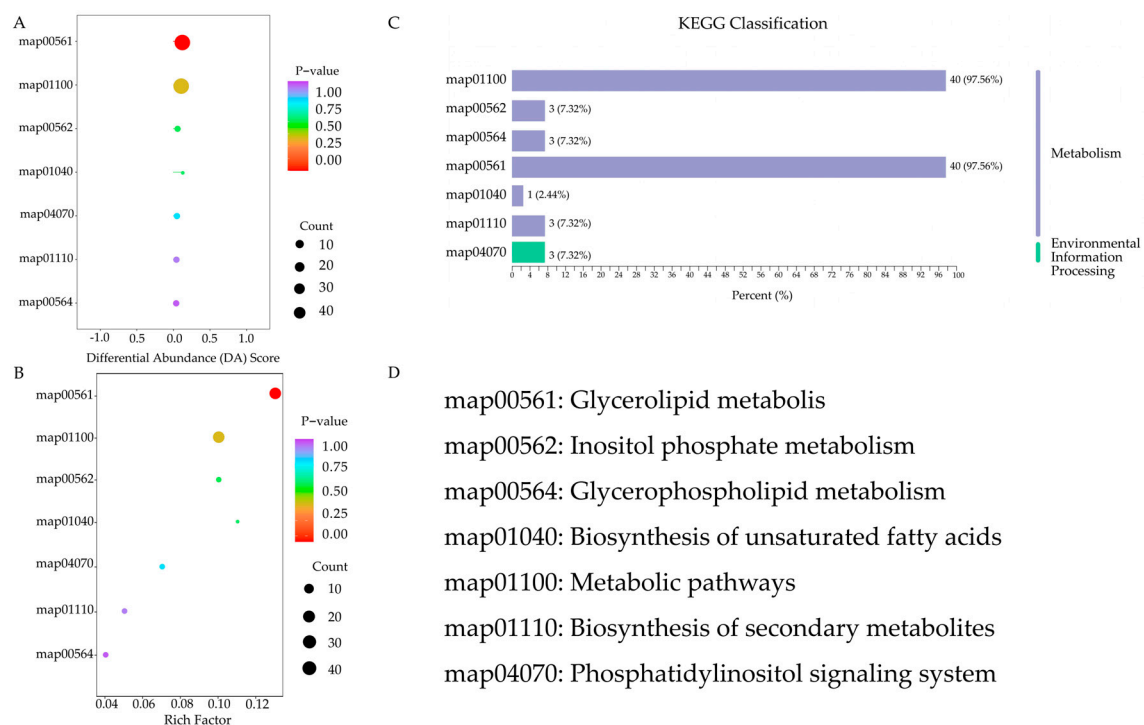 A
map00561
map01100
map00562
map01040
map04070
map01110
map00564
-1.0
0.0
0.5
0.1
1.0
Differential Abundance (DA) Score
P-value
1.00
0.75
0.50
0.25
0.00
Count
10
20
30
40
B
map00561
map01100
map00562
map01040
map04070
map01110
map00564
0.04
0.06
0.08
0.10
0.12
Rich Factor
P-value
1.00
0.75
0.50
0.25
0.00
Count
10
20
30
40
C
KEGG Classification
map01100
40 (97.56%)
map00562
3 (7.32%)
map00564
3 (7.32%)
map00561
40 (97.56%)
map01040
1 (2.44%)
map01110
3 (7.32%)
map04070
3 (7.32%)
0 4 8 12 16 20 24 28 32 36 40 44 48 52 56 60 64 68 72 76 80 84 88 92 96 100
Percent (%)
Metabolism
Environmental
Information
Processing
D
map00561: Glycerolipid metabolis
map00562: Inositol phosphate metabolism
map00564: Glycerophospholipid metabolism
map01040: Biosynthesis of unsaturated fatty acids
map01100: Metabolic pathways
map01110: Biosynthesis of secondary metabolites
map04070: Phosphatidylinositol signaling system